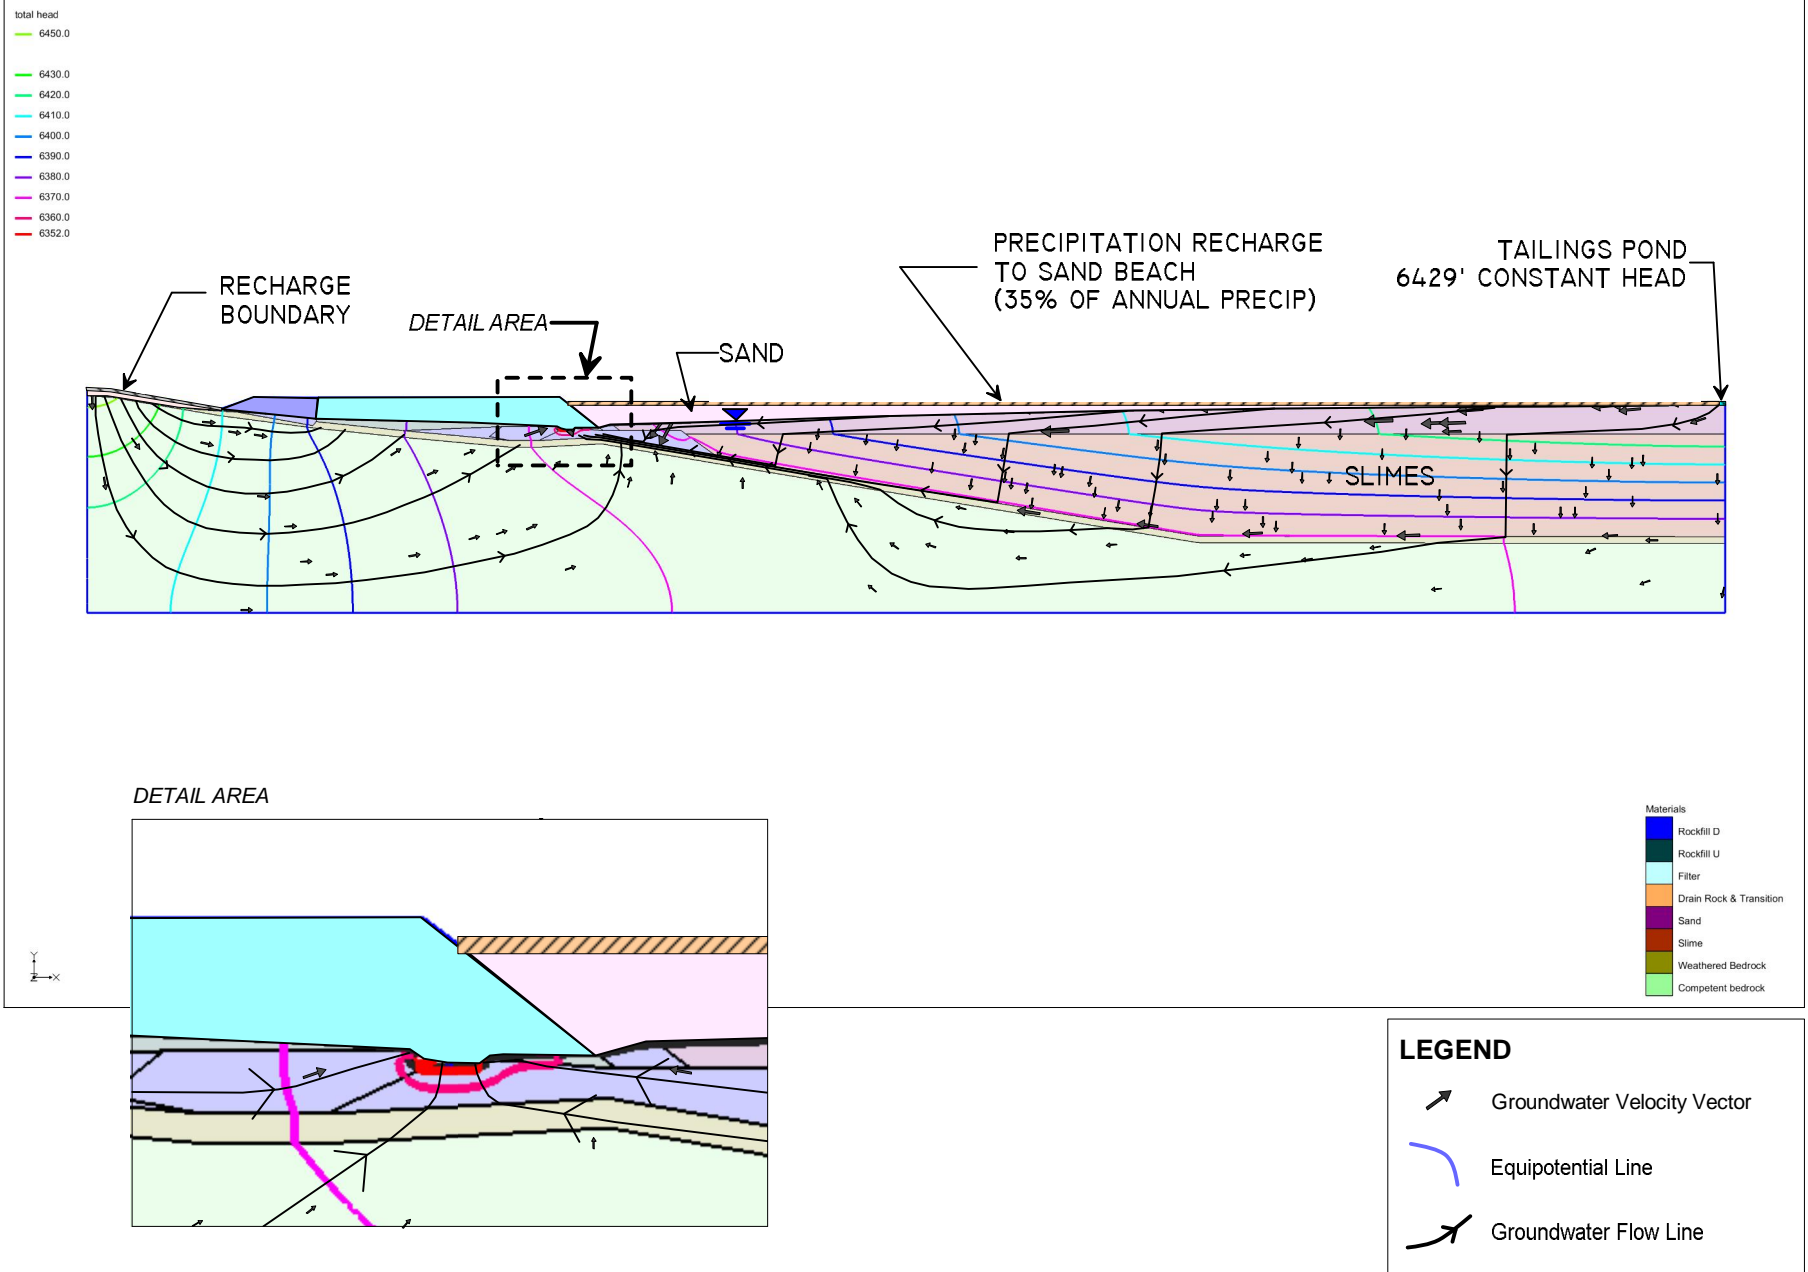 total head
6450.0
6430.0
6420.0
6410.0
6400.0
6390.0
6380.0
6370.0
6360.0
6352.0
RECHARGE
BOUNDARY
DETAIL AREA
SAND
PRECIPITATION RECHARGE
TO SAND BEACH
(35% OF ANNUAL PRECIP)
TAILINGS POND
6429' CONSTANT HEAD
SLIMES
DETAIL AREA
Y
Z
X
Materials
Rockfill D
Rockfill U
Filter
Drain Rock & Transition
Sand
Slime
Weathered Bedrock
Competent bedrock
LEGEND
Groundwater Velocity Vector
Equipotential Line
Groundwater Flow Line